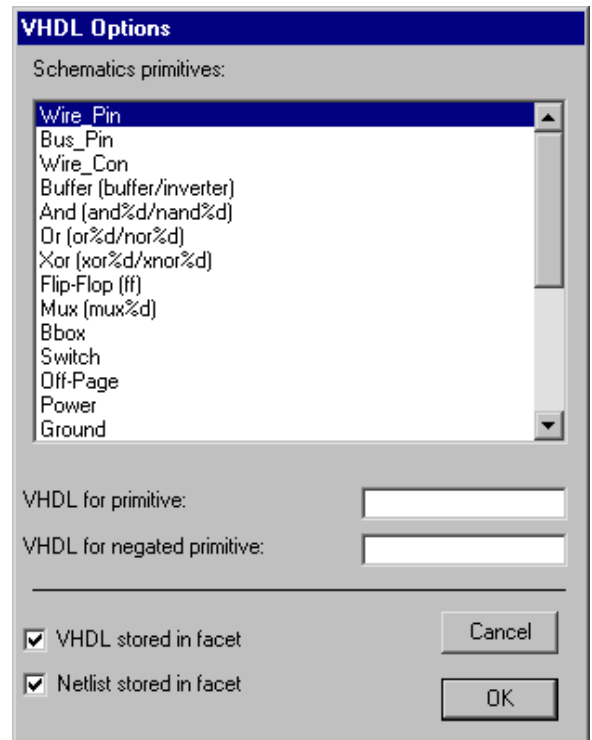 VHDL Options
Schematics primitives:
Wire_Pin
Bus_Pin
Wire_Con
Buffer (buffer/inverter)
And (and%d/nand%d)
Or (or%d/nor%d)
Xor (xor%d/xnor%d)
Flip-Flop (ff)
Mux (mux%d)
Bbox
Switch
Off-Page
Power
Ground
VHDL for primitive:
VHDL for negated primitive:
VHDL stored in facet
Cancel
Netlist stored in facet
OK